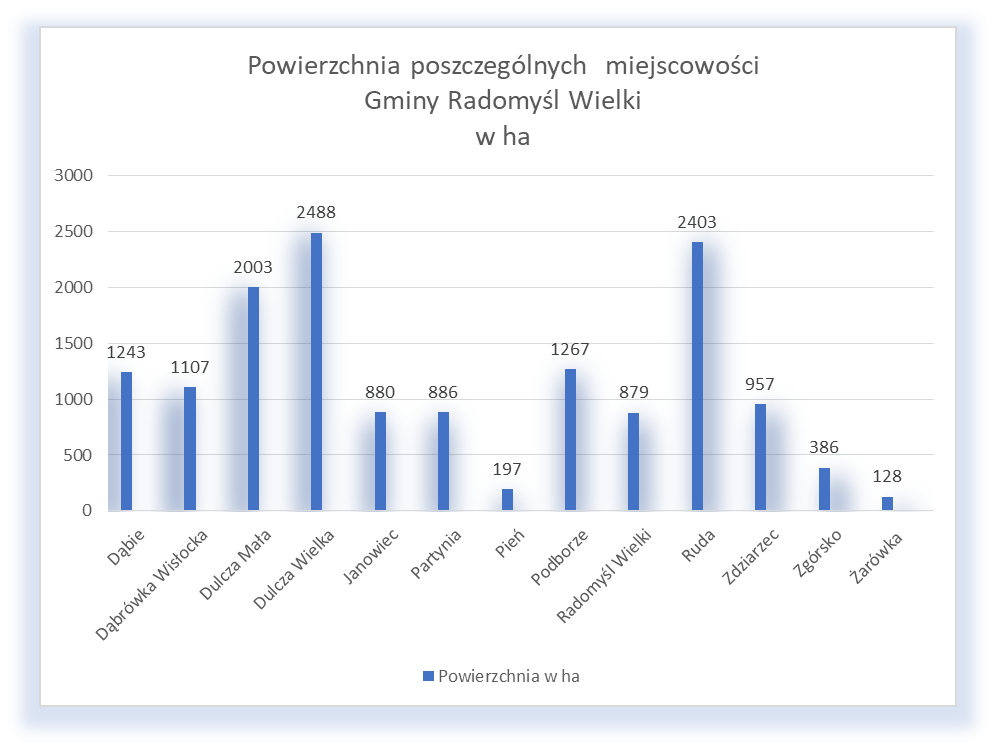 Powierzchnia poszczególnych miejscowości
Gminy Radomyśl Wielki
w ha
3000
2500
2000
1500
1000
500
0
1243
1107
2003
2488
880
886
197
1267
879
2403
957
386
128
Dąbie
Dąbrówka Wisłocka
Dulcza Mała
Dulcza Wielka
Janowiec
Partynia
Pień
Podborze
Radomyśl Wielki
Ruda
Zdziarzec
Zgórsko
Żarówka
Powierzchnia w ha